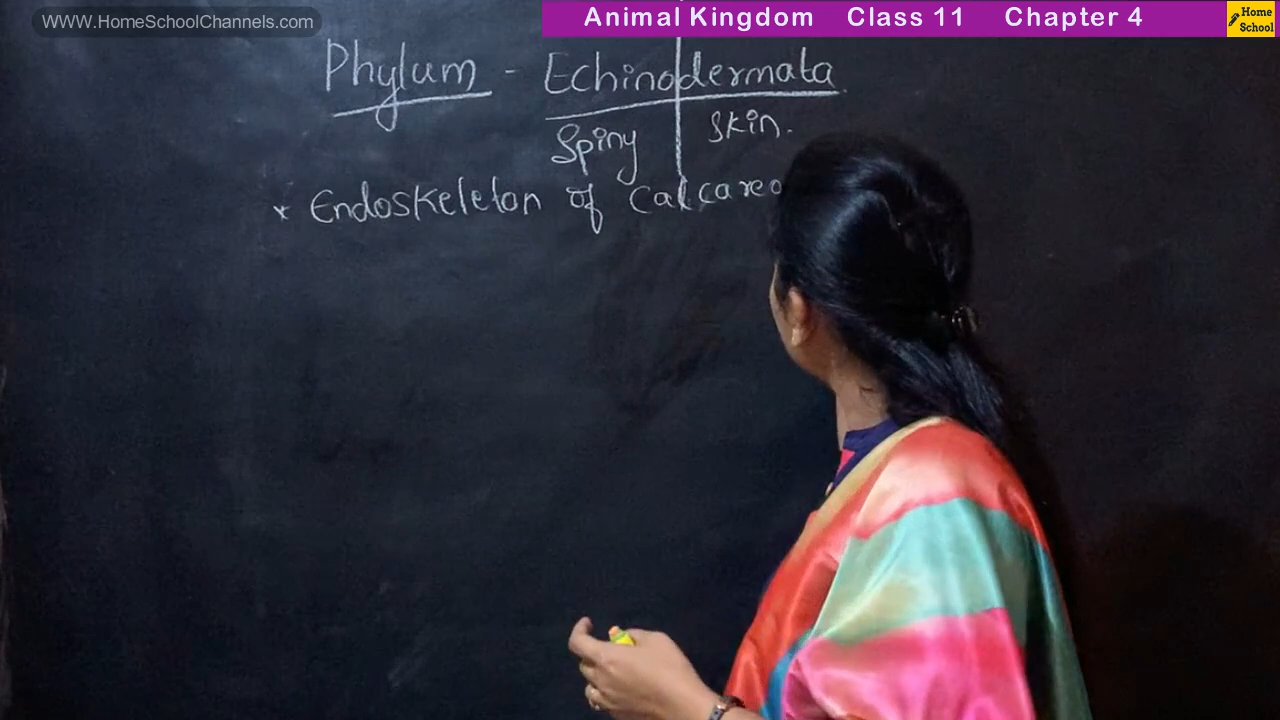 WWW.HomeSchoolChannels.com
Animal Kingdom Class 11 Chapter 4
Home
School
Phylum - Echinodermata
Spiny skin.
* Endoskeleton of Calcareo